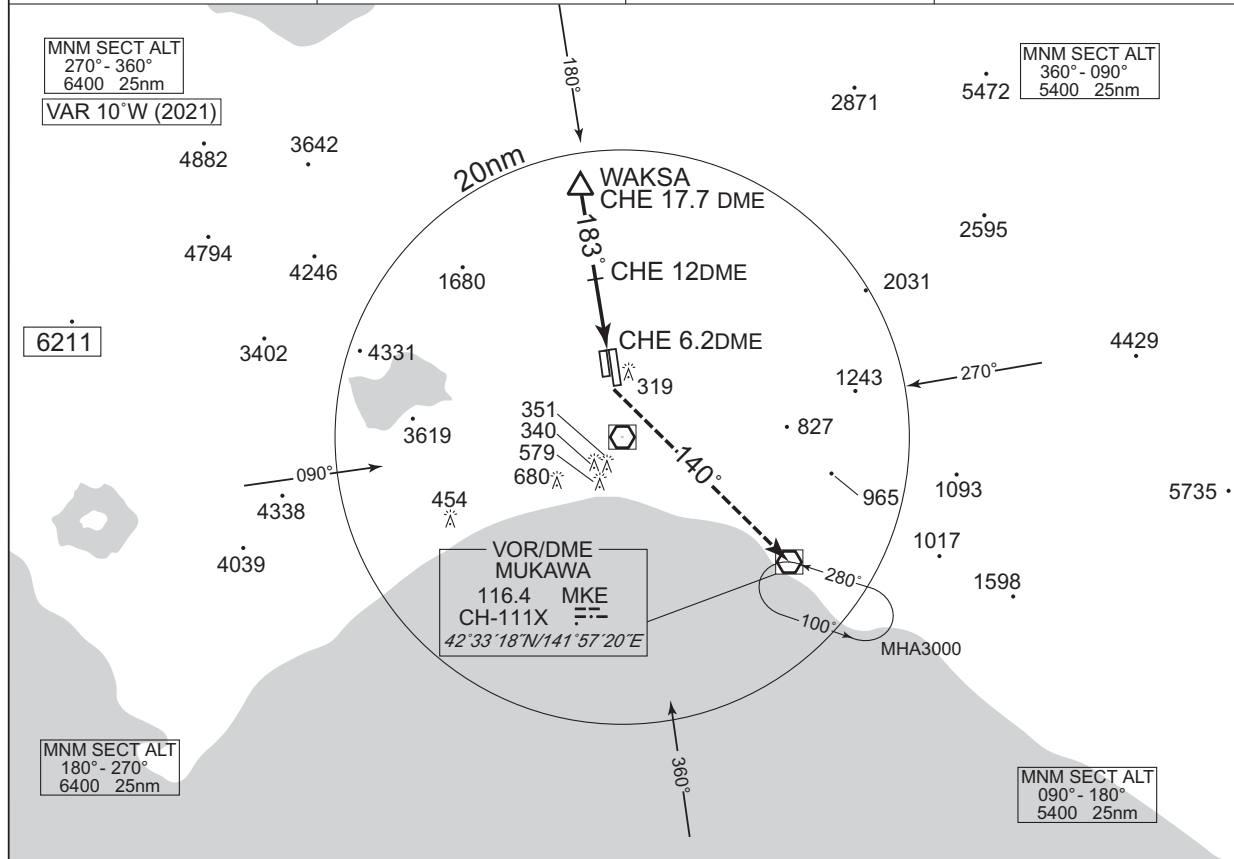 MNM SECT ALT
270°- 360°
6400 25nm
VAR 10°W (2021)
180°
MNM SECT ALT
360°- 090°
5400 25nm
2871
5472
4882
3642
20nm
WAKSA
CHE 17.7 DME
183°
2595
4794
4246
1680
CHE 12DME
2031
6211
3402
4331
CHE 6.2DME
4429
319
1243
270°
351
340
579
680
3619
827
140°
090°
965
1093
5735
4338
454
4039
1017
1598
VOR/DME
MUKAWA
116.4 MKE
CH-111X
42°33´18˝N/141°57´20˝E
280°
100°
MHA3000
360°
MNM SECT ALT
180°- 270°
6400 25nm
MNM SECT ALT
090°- 180°
5400 25nm